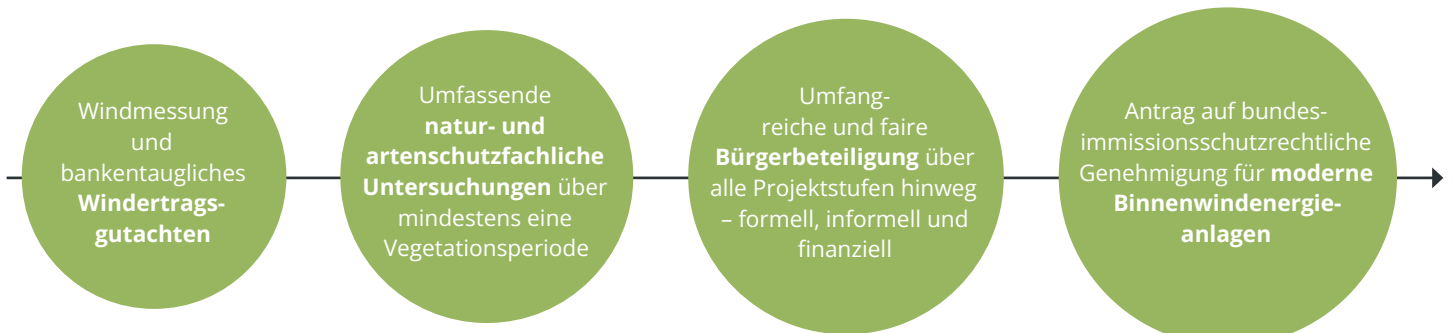 Windmessung
und
bankentaugliches
Windertrags-
gutachten
Umfassende
natur- und
artenschutzfachliche
Untersuchungen über
mindestens eine
Vegetationsperiode
Umfang-
reiche und faire
Bürgerbeteiligung über
alle Projektstufen hinweg
– formell, informell und
finanziell
Antrag auf bundes-
immissionsschutzrechtliche
Genehmigung für moderne
Binnenwindenergie-
anlagen